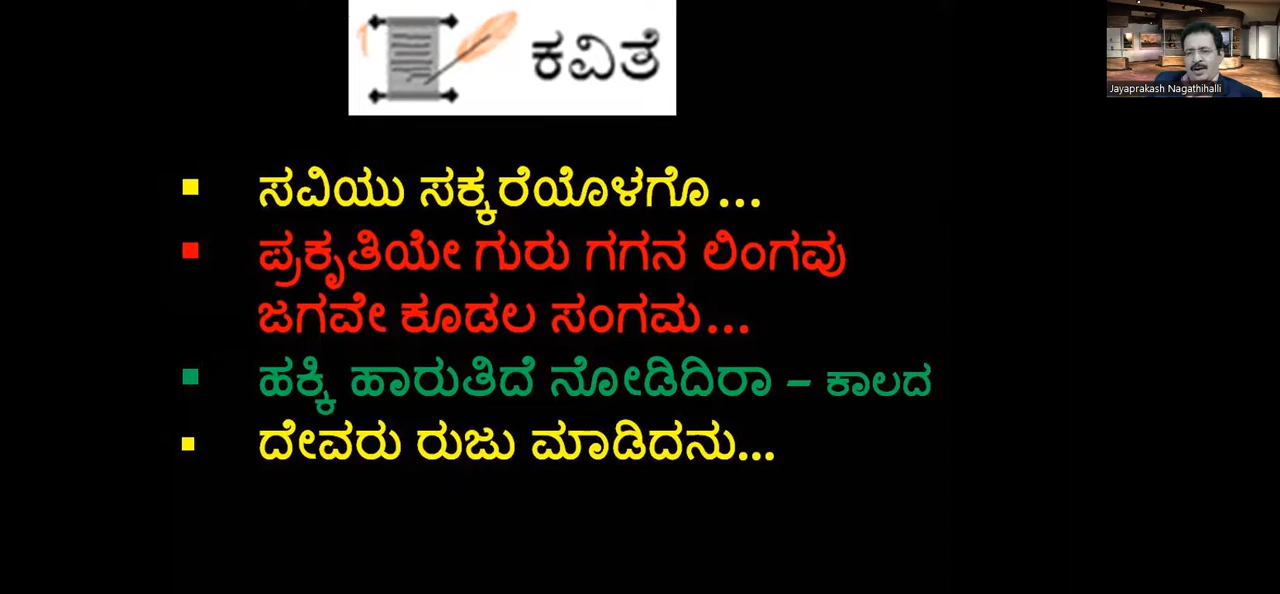 ಕವಿತೆ
Jayaprakash Nagathihalli
ಸವಿಯು ಸಕ್ಕರೆಯೊಳಗೊ...
ಪ್ರಕೃತಿಯೇ ಗುರು ಗಗನ ಲಿಂಗವು
ಜಗವೇ ಕೂಡಲ ಸಂಗಮ...
ಹಕ್ಕಿ ಹಾರುತಿದೆ ನೋಡಿದಿರಾ – ಕಾಲದ
ದೇವರು ರುಜು ಮಾಡಿದನು...